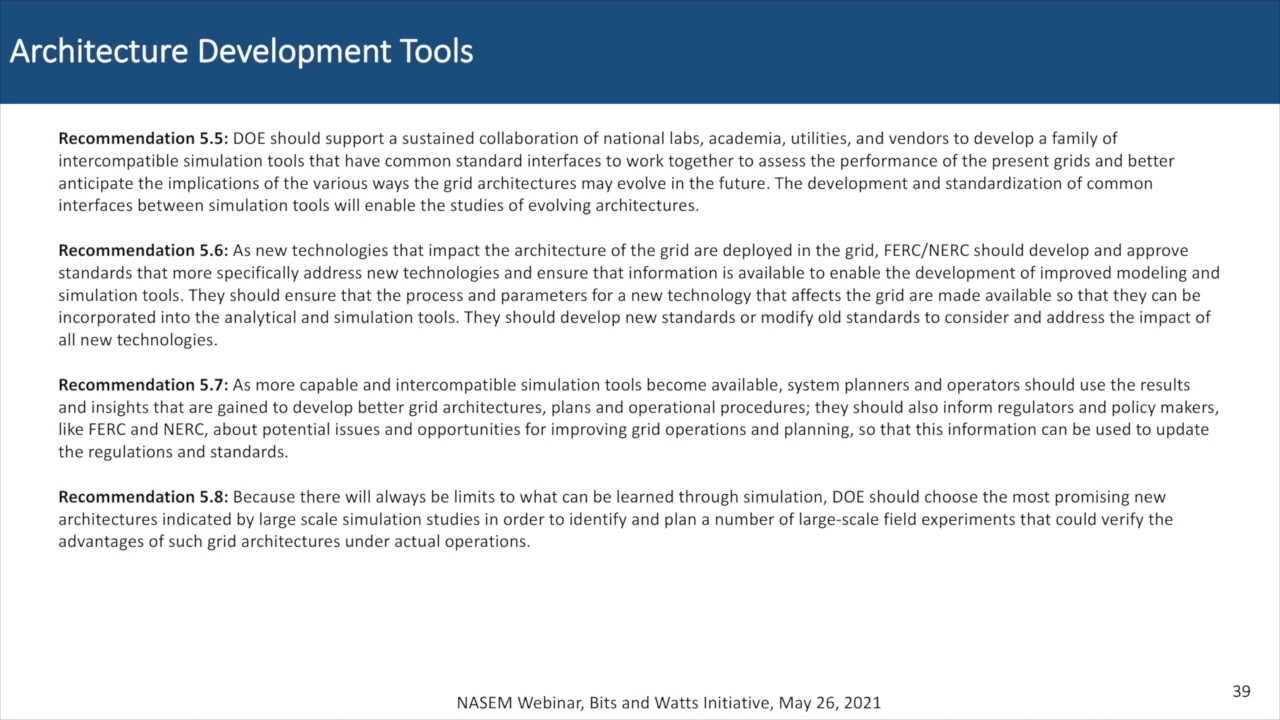 Architecture Development Tools
Recommendation 5.5: DOE should support a sustained collaboration of national labs, academia, utilities, and vendors to develop a family of
intercompatible simulation tools that have common standard interfaces to work together to assess the performance of the present grids and better
anticipate the implications of the various ways the grid architectures may evolve in the future. The development and standardization of common
interfaces between simulation tools will enable the studies of evolving architectures.
Recommendation 5.6: As new technologies that impact the architecture of the grid are deployed in the grid, FERC/NERC should develop and approve
standards that more specifically address new technologies and ensure that information is available to enable the development of improved modeling and
simulation tools. They should ensure that the process and parameters for a new technology that affects the grid are made available so that they can be
incorporated into the analytical and simulation tools. They should develop new standards or modify old standards to consider and address the impact of
all new technologies.
Recommendation 5.7: As more capable and intercompatible simulation tools become available, system planners and operators should use the results
and insights that are gained to develop better grid architectures, plans and operational procedures; they should also inform regulators and policy makers,
like FERC and NERC, about potential issues and opportunities for improving grid operations and planning, so that this information can be used to update
the regulations and standards.
Recommendation 5.8: Because there will always be limits to what can be learned through simulation, DOE should choose the most promising new
architectures indicated by large scale simulation studies in order to identify and plan a number of large-scale field experiments that could verify the
advantages of such grid architectures under actual operations.
39
NASEM Webinar, Bits and Watts Initiative, May 26, 2021